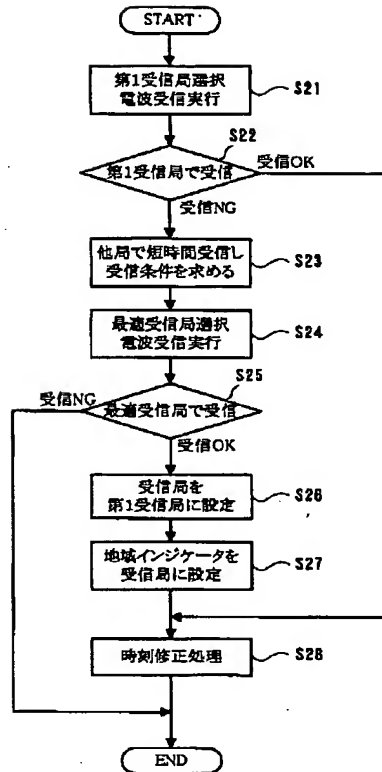 START
第1受信局選択
電波受信実行
S21
S22
第1受信局で受信
受信OK
受信NG
他局で短時間受信し
受信条件を求める
S23
最適受信局選択
電波受信実行
S24
S25
受信NG
最適受信局で受信
受信OK
受信局を
第1受信局に設定
S26
地域インジケータを
受信局に設定
S27
時刻修正処理
S28
END